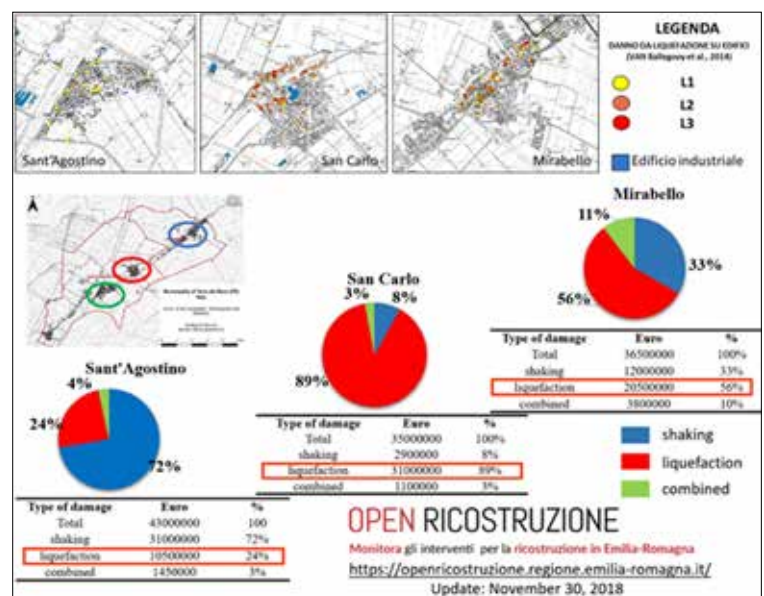 Sant'Agostino
San Carlo
Mirabello
LEGENDA
DANNO DA LIQUEFAZIONE SU EDIFICI
(VAN Ballegooy et al., 2014)
L1
L2
L3
Edificio industriale
Mirabello
11%
33%
56%
Type of damage Euro %
Total 36500000 100%
shaking 12000000 33%
liquefaction 20500000 56%
combined 3800000 10%
San Carlo
3%
8%
89%
Type of damage Euro %
Total 35000000 100%
shaking 2900000 8%
liquefaction 31000000 89%
combined 1100000 3%
Sant'Agostino
4%
24%
72%
Type of damage Euro %
Total 43000000 100
shaking 31000000 72%
liquefaction 10500000 24%
combined 1450000 3%
shaking
liquefaction
combined
OPEN RICOSTRUZIONE
Monitora gli interventi per la ricostruzione in Emilia-Romagna
https://openricostruzione.regione.emilia-romagna.it/
Update: November 30, 2018